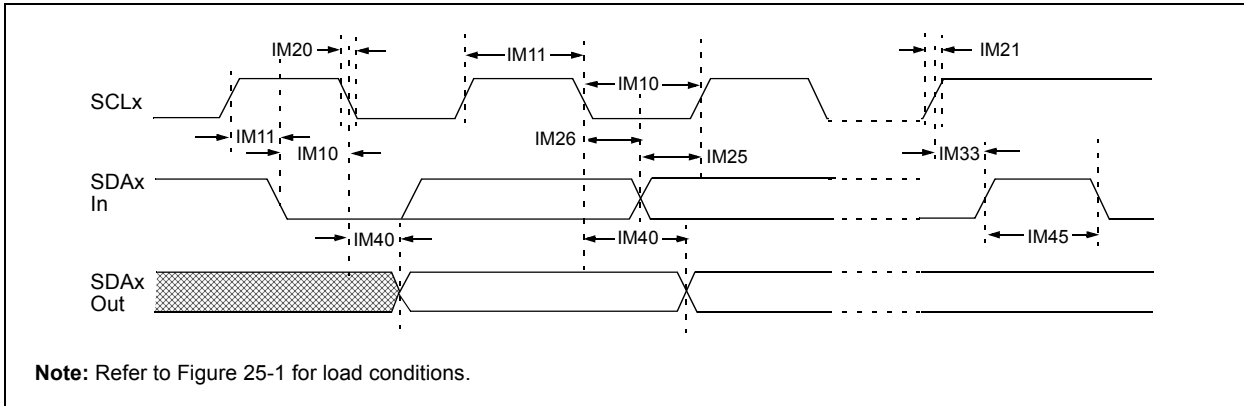 IM20
IM11
IM21
IM10
SCLx
IM11
IM26
IM10
IM25
IM33
SDAx
In
IM40
IM40
IM45
SDAx
Out
Note: Refer to Figure 25-1 for load conditions.